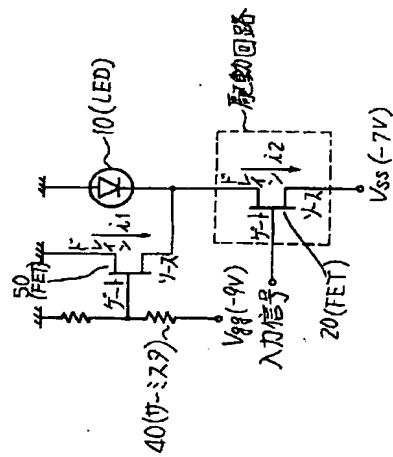 10(LED)
駆動回路
50
(FET)
ドレイン
i1
ゲート
ソース
ドレイン
i2
ゲート
ソース
40(サーミスタ)
Vgg(-9V)
入力信号
20(FET)
Vss(-7V)